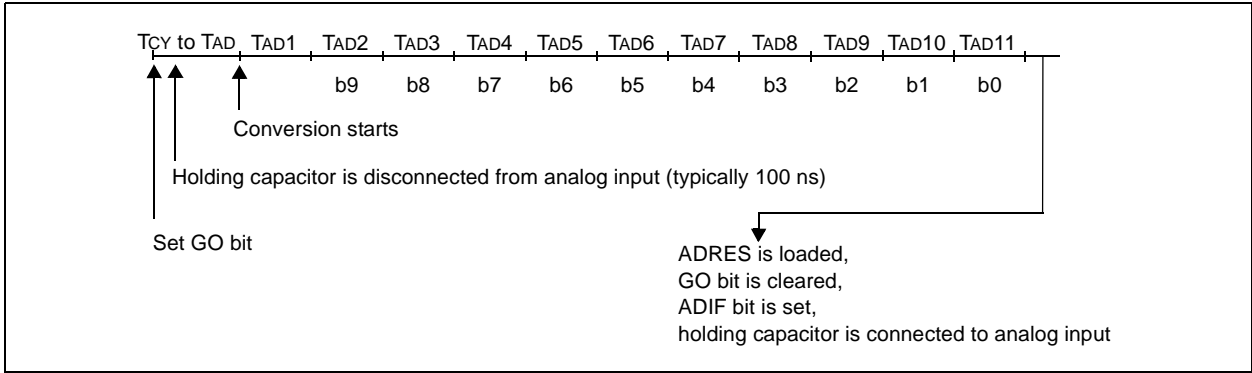 TCY to TAD TAD1 TAD2 TAD3 TAD4 TAD5 TAD6 TAD7 TAD8 TAD9 TAD10 TAD11
b9 b8 b7 b6 b5 b4 b3 b2 b1 b0
Conversion starts
Holding capacitor is disconnected from analog input (typically 100 ns)
Set GO bit
ADRES is loaded,
GO bit is cleared,
ADIF bit is set,
holding capacitor is connected to analog input